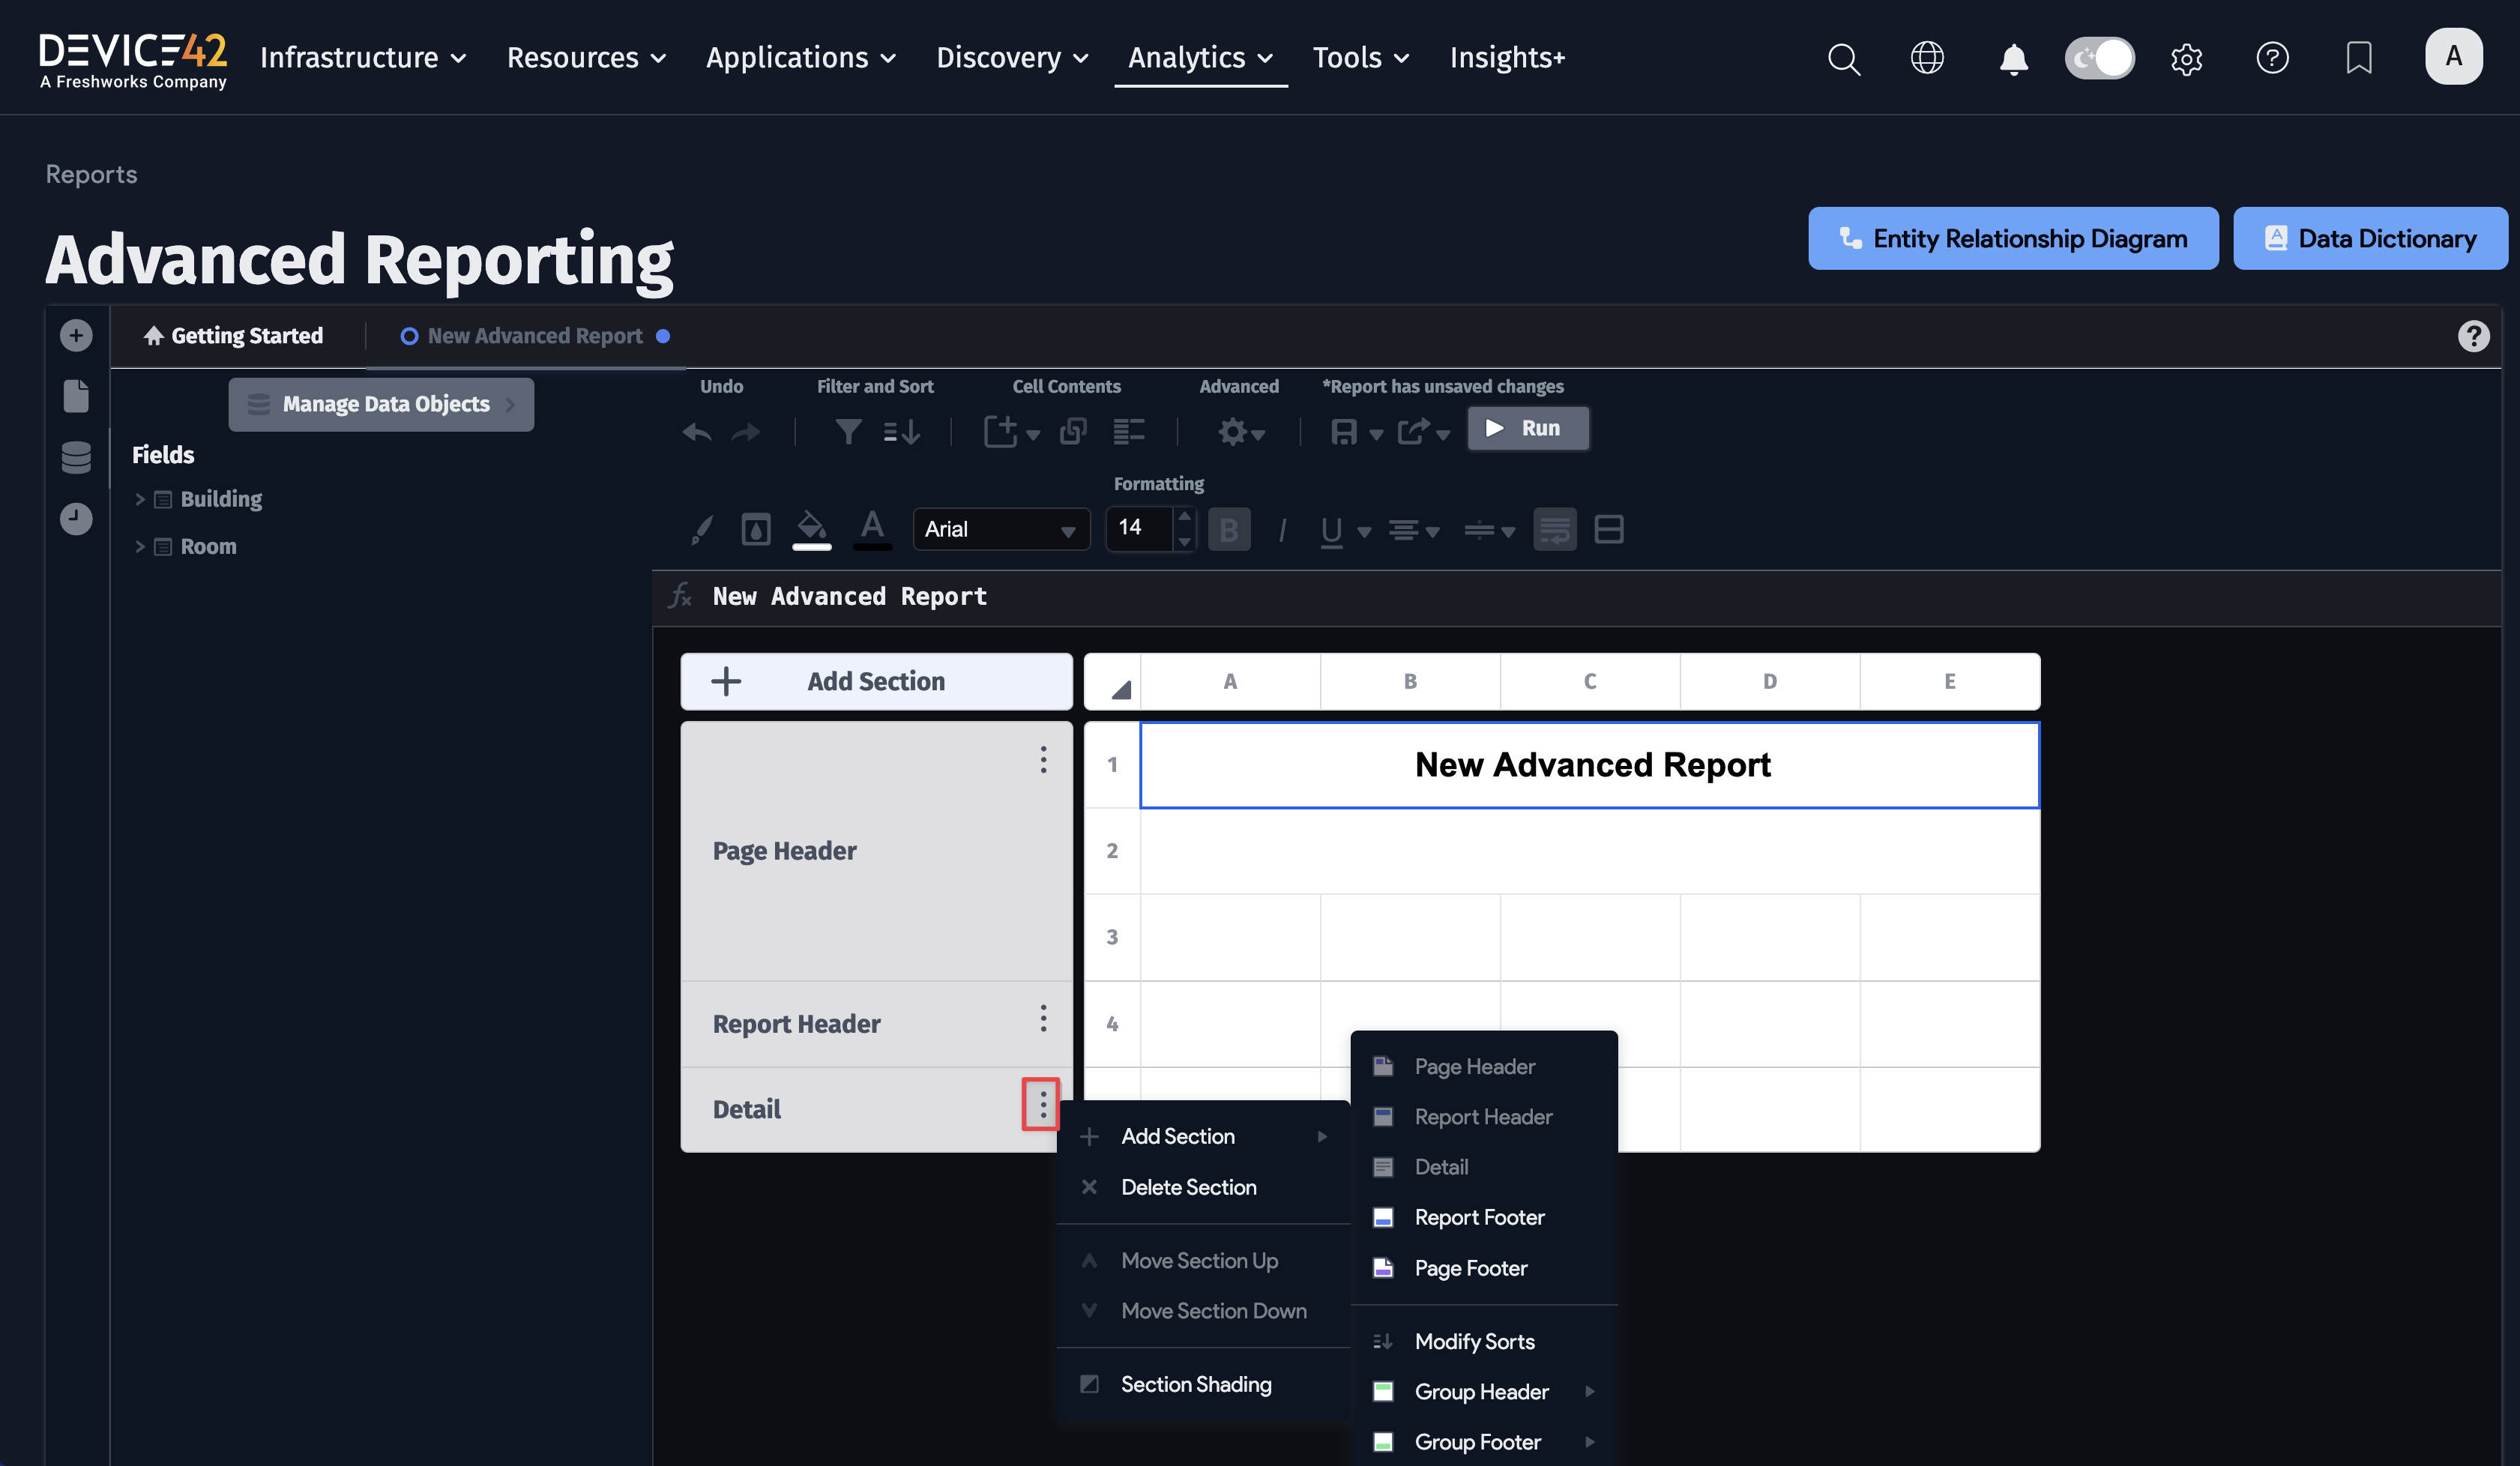 DEVICE42
A Freshworks Company
Infrastructure
Resources
Applications
Discovery
Analytics
Tools
Insights+
A
Reports
Advanced Reporting
Entity Relationship Diagram
Data Dictionary
Getting Started
New Advanced Report
?
Manage Data Objects
Undo
Filter and Sort
Cell Contents
Advanced
*Report has unsaved changes
Run
Fields
Building
Room
Formatting
A
Arial
14
B
I
U
fx
New Advanced Report
Add Section
A
B
C
D
E
1
New Advanced Report
Page Header
2
3
Report Header
4
Detail
Add Section
Delete Section
Move Section Up
Move Section Down
Section Shading
Page Header
Report Header
Detail
Report Footer
Page Footer
Modify Sorts
Group Header
Group Footer